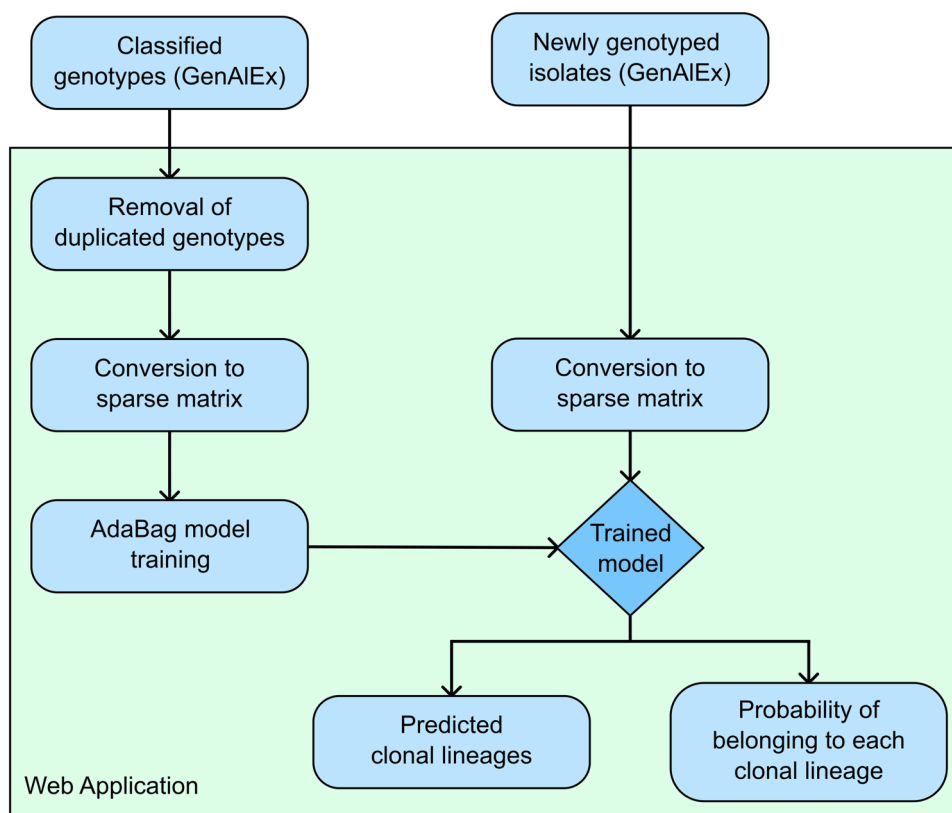 Classified
genotypes (GenAlEx)
Newly genotyped
isolates (GenAlEx)
Removal of
duplicated genotypes
Conversion to
sparse matrix
Conversion to
sparse matrix
AdaBag model
training
Trained
model
Predicted
clonal lineages
Probability of
belonging to each
clonal lineage
Web Application